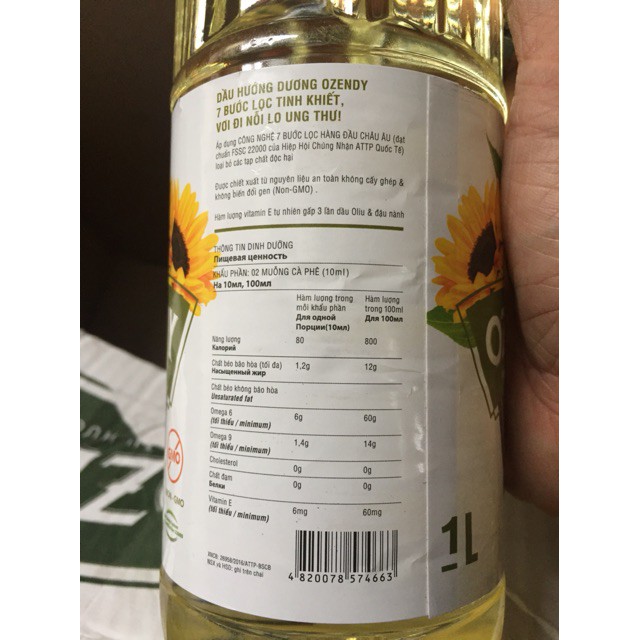 DẦU HƯỚNG DƯƠNG OZENDY
7 BƯỚC LỌC TINH KHIẾT,
VƠI ĐI NỖI LO UNG THƯ!
Áp dụng CÔNG NGHỆ 7 BƯỚC LỌC HÀNG ĐẦU CHÂU ÂU (đạt
chuẩn FSSC 22000 của Hiệp Hội Chứng Nhận ATTP Quốc Tế)
loại bỏ các tạp chất độc hại
Được chiết xuất từ nguyên liệu an toàn không cấy ghép &
không biến đổi gen (Non-GMO) .
Hàm lượng vitamin E tự nhiên gấp 3 lần dầu Oliu & đậu nành
THÔNG TIN DINH DƯỠNG
Пищевая ценность
KHẨU PHẦN: 02 MUỖNG CÀ PHÊ (10ml)
На 10мл, 100мл
Hàm lượng trong mỗi khẩu phần Hàm lượng trong 100ml
Для одной Порции(10мл) Для 100мл
Năng lượng 80 800
Калорий
Chất béo bão hòa (tối đa) 1,2g 12g
Насыщенный жир
Chất béo không bão hòa
Unsaturated fat
Omega 6 6g 60g
(tối thiểu / minimum)
Omega 9 1,4g 14g
(tối thiểu / minimum)
Cholesterol 0g 0g
Chất đạm 0g 0g
Белки
Vitamin E 6mg 60mg
(tối thiểu / minimum)
NSX và HSD: ghi trên chai
4 820078 574663
1L
GMO